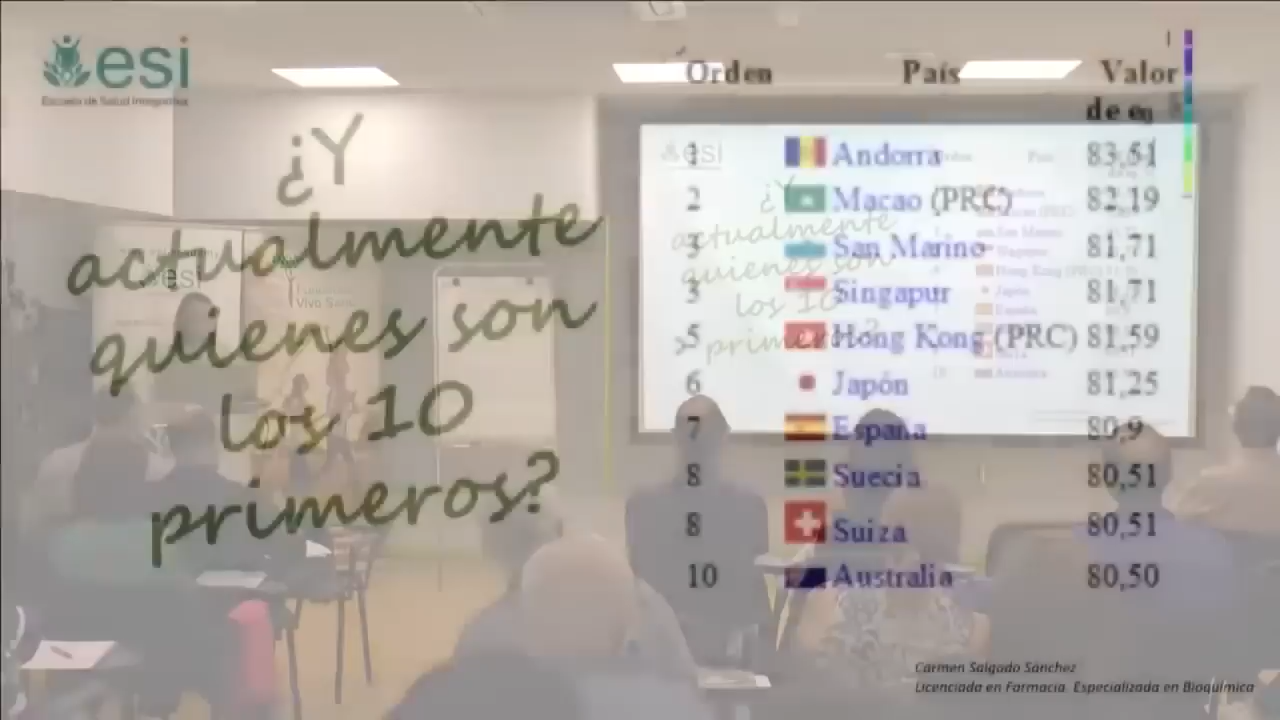 esi
Escuela de Salud Integrativa
¿Y
actualmente
quienes son
los 10
primeros?
Orden País Valor
de
1 Andorra 83,51
2 Macao (PRC) 82,19
3 San Marino 81,71
3 Singapur 81,71
5 Hong Kong (PRC) 81,59
6 Japón 81,25
7 España 80,9
8 Suecia 80,51
8 Suiza 80,51
10 Australia 80,50
Carmen Salgado Sánchez
Licenciada en Farmacia. Especializada en Bioquímica